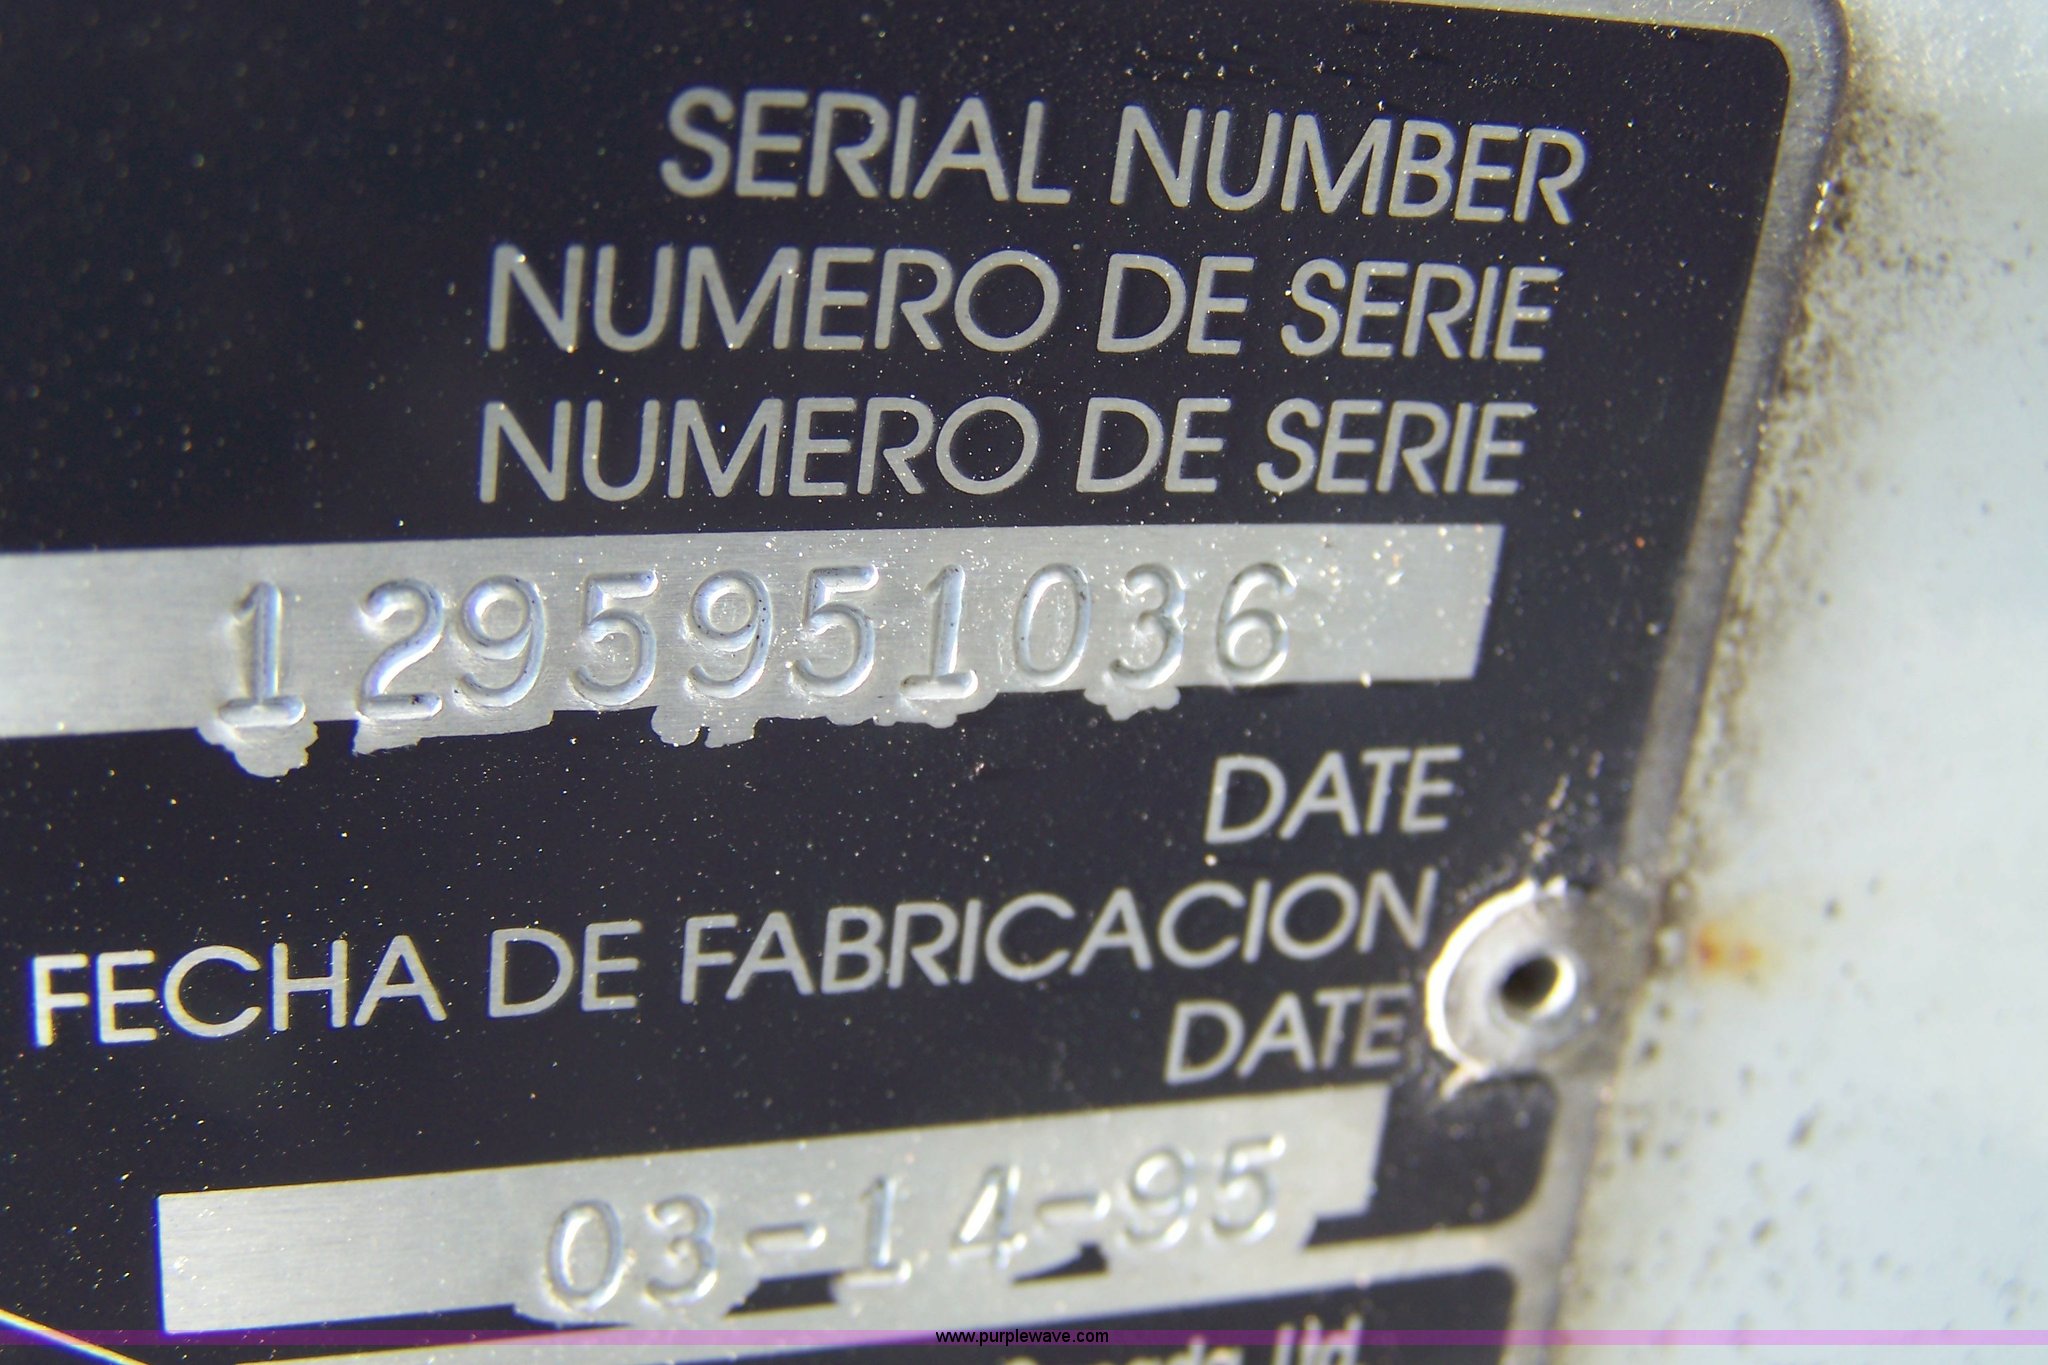 SERIAL NUMBER
NUMERO DE SERIE
NUMERO DE SERIE
1295951036
DATE
FECHA DE FABRICACION
DATE
03-14-95
Ltd.
www.purplewave.com